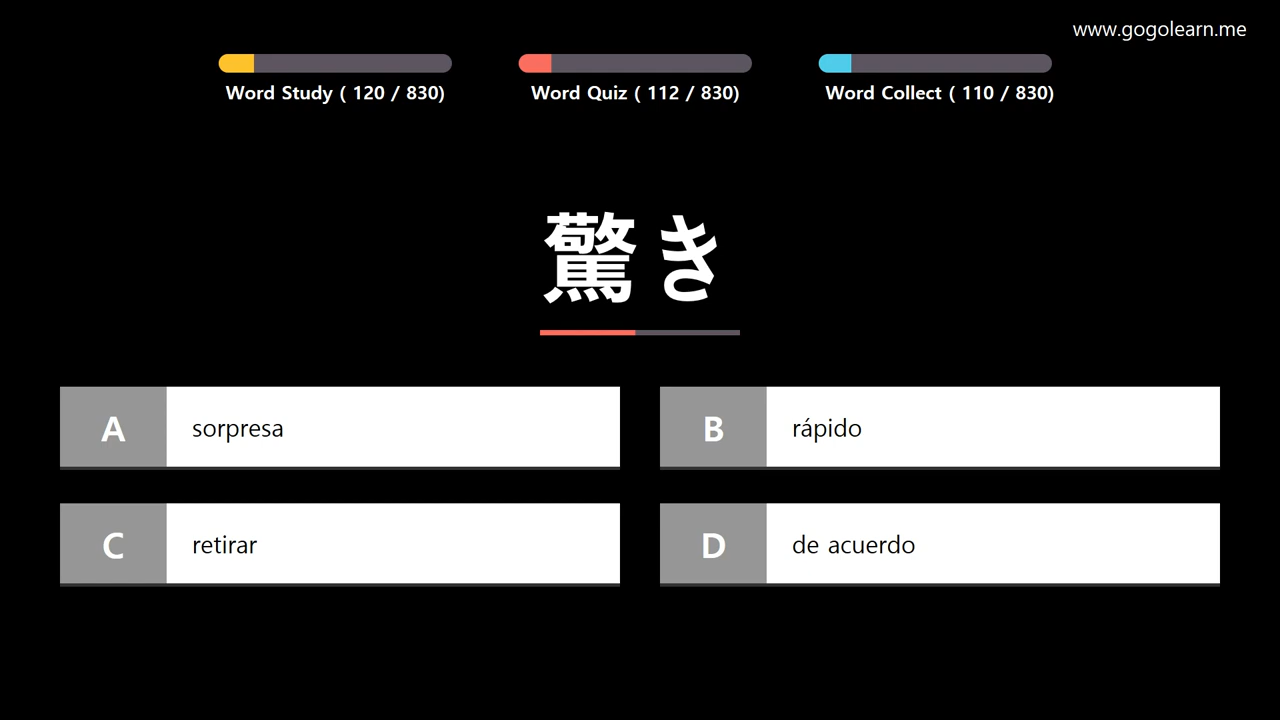 www.gogolearn.me
Word Study ( 120 / 830)
Word Quiz ( 112 / 830)
Word Collect ( 110 / 830)
驚き
A sorpresa
B rápido
C retirar
D de acuerdo